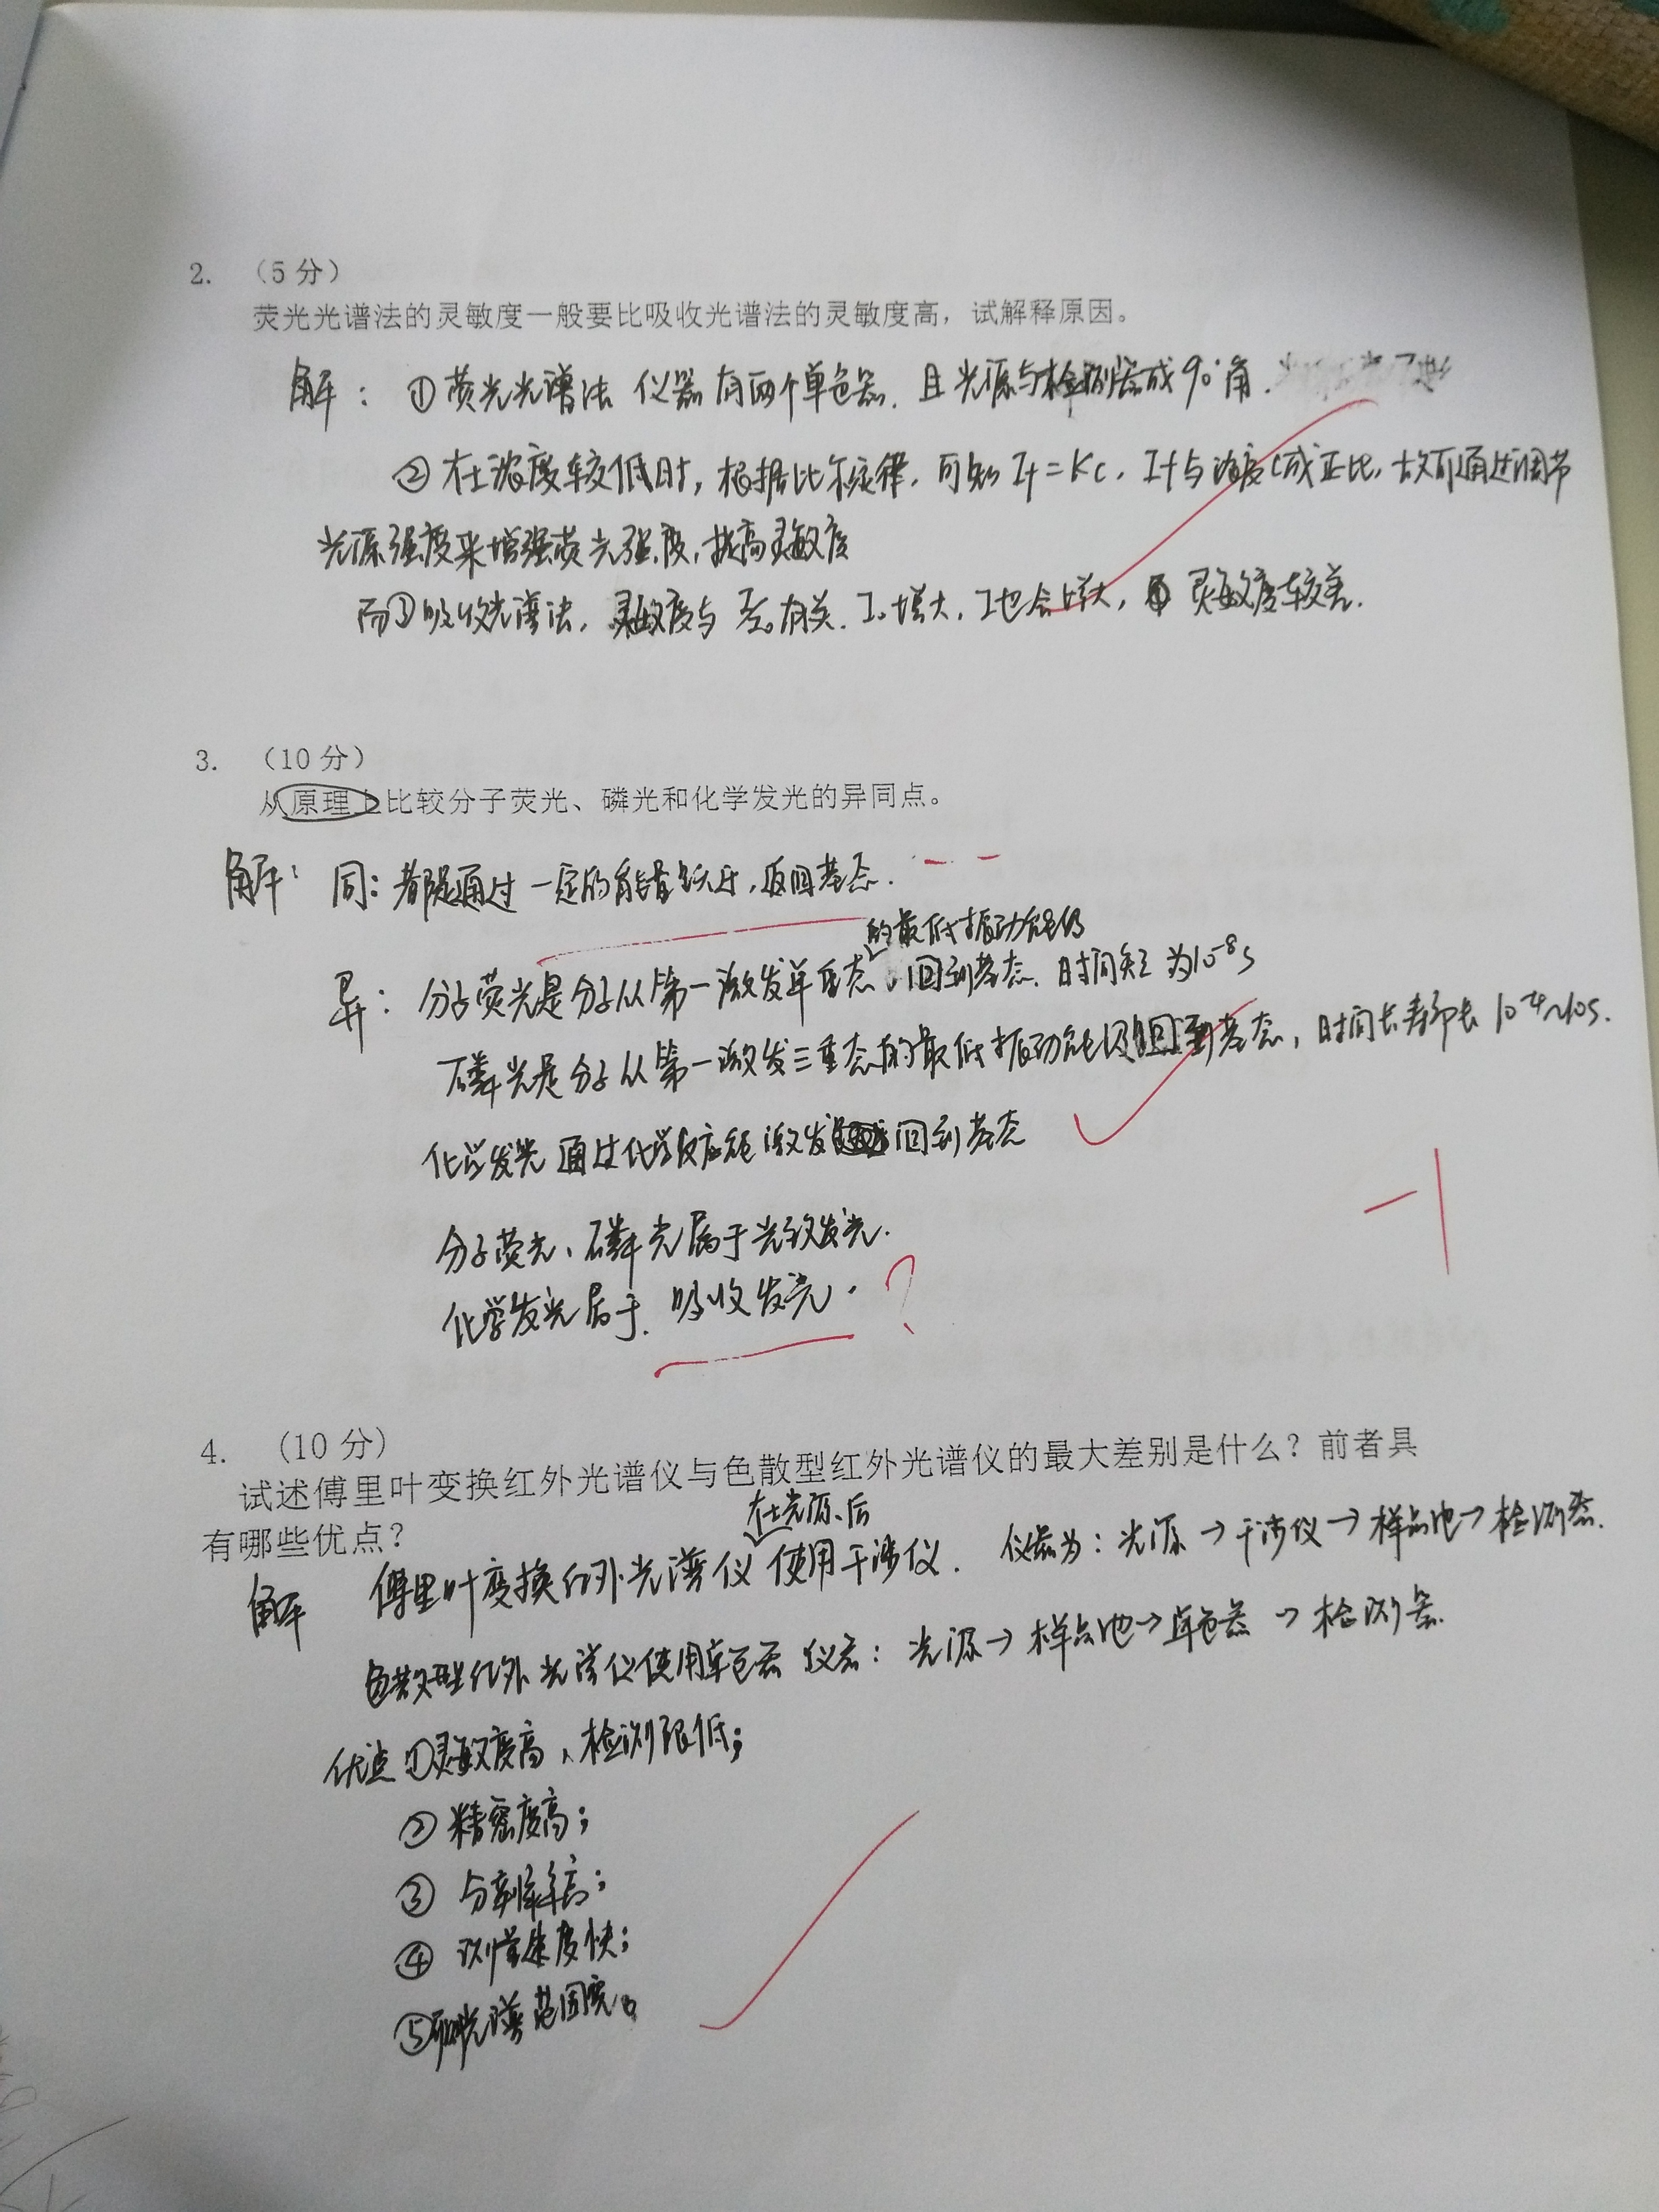 2. （5 分）
荧光光谱法的灵敏度一般要比吸收光谱法的灵敏度高，试解释原因。
解：①荧光光谱法 仪器有两个单色器．且光源与检测器成90°角．
②在浓度较低时，根据比尔定律，可知 If=Kc，If与浓度c成正比，故可通过调节
光源强度来增强荧光强度，提高灵敏度
而③吸收光谱法，灵敏度与 有关．I₀增大，I也会增大， 灵敏度较差．
3. （10 分）
从原理上比较分子荧光、磷光和化学发光的异同点。
解：同：都是通过一定的能量跃迁，返回基态．
的最低振动能级
异：分子荧光是分子从第一激发单重态 回到基态．时间短 为10⁻⁸s
磷光是分子从第一激发三重态的最低振动能级回到基态，时间长寿命长 10⁻⁴~10s．
化学发光 通过化学反应能激发 回到基态
分子荧光、磷光属于光致发光．
化学发光属于．吸收发光．?
-1
4. （10 分）
试述傅里叶变换红外光谱仪与色散型红外光谱仪的最大差别是什么？前者具
有哪些优点？
在光源后
解 傅里叶变换红外光谱仪 使用干涉仪．仪器为：光源→干涉仪→样品池→检测器．
色散型红外光谱仪使用单色器 仪器：光源→样品池→单色器→检测器
优点①灵敏度高、检测限低；
②精密度高；
③分辨率高；
④测量速度快；
⑤ 光谱范围宽。